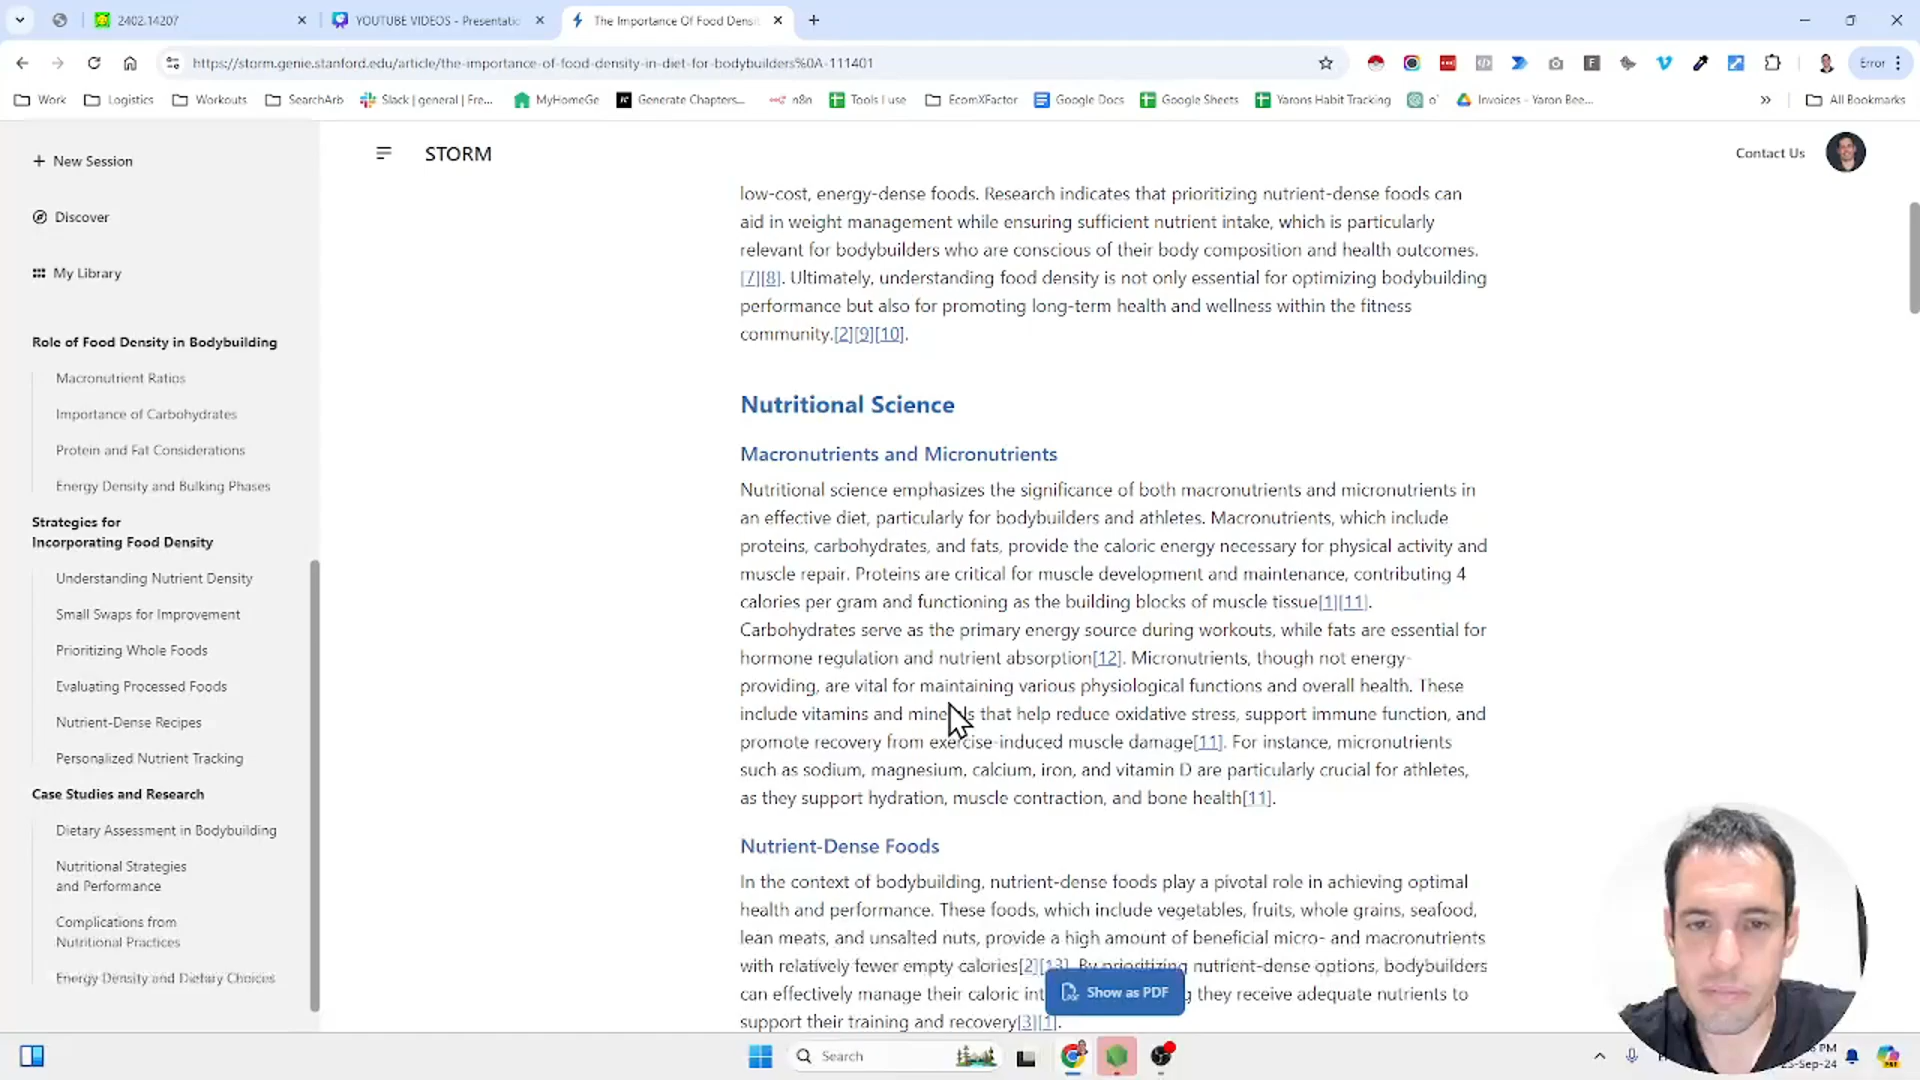 2402.14207
YOUTUBE VIDEOS - Presentatio
The Importance Of Food Densi
https://storm.genie.stanford.edu/article/the-importance-of-food-density-in-diet-for-bodybuilders%0A-111401
Error
Work
Logistics
Workouts
SearchArb
Slack | general | Fre...
MyHomeGe
Generate Chapters...
n8n
Tools I use
EcomXFactor
Google Docs
Google Sheets
Yarons Habit Tracking
Invoices - Yaron Bee...
All Bookmarks
New Session
Discover
My Library
Role of Food Density in Bodybuilding
Macronutrient Ratios
Importance of Carbohydrates
Protein and Fat Considerations
Energy Density and Bulking Phases
Strategies for
Incorporating Food Density
Understanding Nutrient Density
Small Swaps for Improvement
Prioritizing Whole Foods
Evaluating Processed Foods
Nutrient-Dense Recipes
Personalized Nutrient Tracking
Case Studies and Research
Dietary Assessment in Bodybuilding
Nutritional Strategies
and Performance
Complications from
Nutritional Practices
Energy Density and Dietary Choices
STORM
Contact Us
low-cost, energy-dense foods. Research indicates that prioritizing nutrient-dense foods can
aid in weight management while ensuring sufficient nutrient intake, which is particularly
relevant for bodybuilders who are conscious of their body composition and health outcomes.
[7][8]. Ultimately, understanding food density is not only essential for optimizing bodybuilding
performance but also for promoting long-term health and wellness within the fitness
community.[2][9][10].
Nutritional Science
Macronutrients and Micronutrients
Nutritional science emphasizes the significance of both macronutrients and micronutrients in
an effective diet, particularly for bodybuilders and athletes. Macronutrients, which include
proteins, carbohydrates, and fats, provide the caloric energy necessary for physical activity and
muscle repair. Proteins are critical for muscle development and maintenance, contributing 4
calories per gram and functioning as the building blocks of muscle tissue[1][11].
Carbohydrates serve as the primary energy source during workouts, while fats are essential for
hormone regulation and nutrient absorption[12]. Micronutrients, though not energy-
providing, are vital for maintaining various physiological functions and overall health. These
include vitamins and minerals that help reduce oxidative stress, support immune function, and
promote recovery from exercise-induced muscle damage[11]. For instance, micronutrients
such as sodium, magnesium, calcium, iron, and vitamin D are particularly crucial for athletes,
as they support hydration, muscle contraction, and bone health[11].
Nutrient-Dense Foods
In the context of bodybuilding, nutrient-dense foods play a pivotal role in achieving optimal
health and performance. These foods, which include vegetables, fruits, whole grains, seafood,
lean meats, and unsalted nuts, provide a high amount of beneficial micro- and macronutrients
with relatively fewer empty calories[2][13]. By prioritizing nutrient-dense options, bodybuilders
can effectively manage their caloric int they receive adequate nutrients to
support their training and recovery[3][1].
Show as PDF
Search
PM
-Sep-24